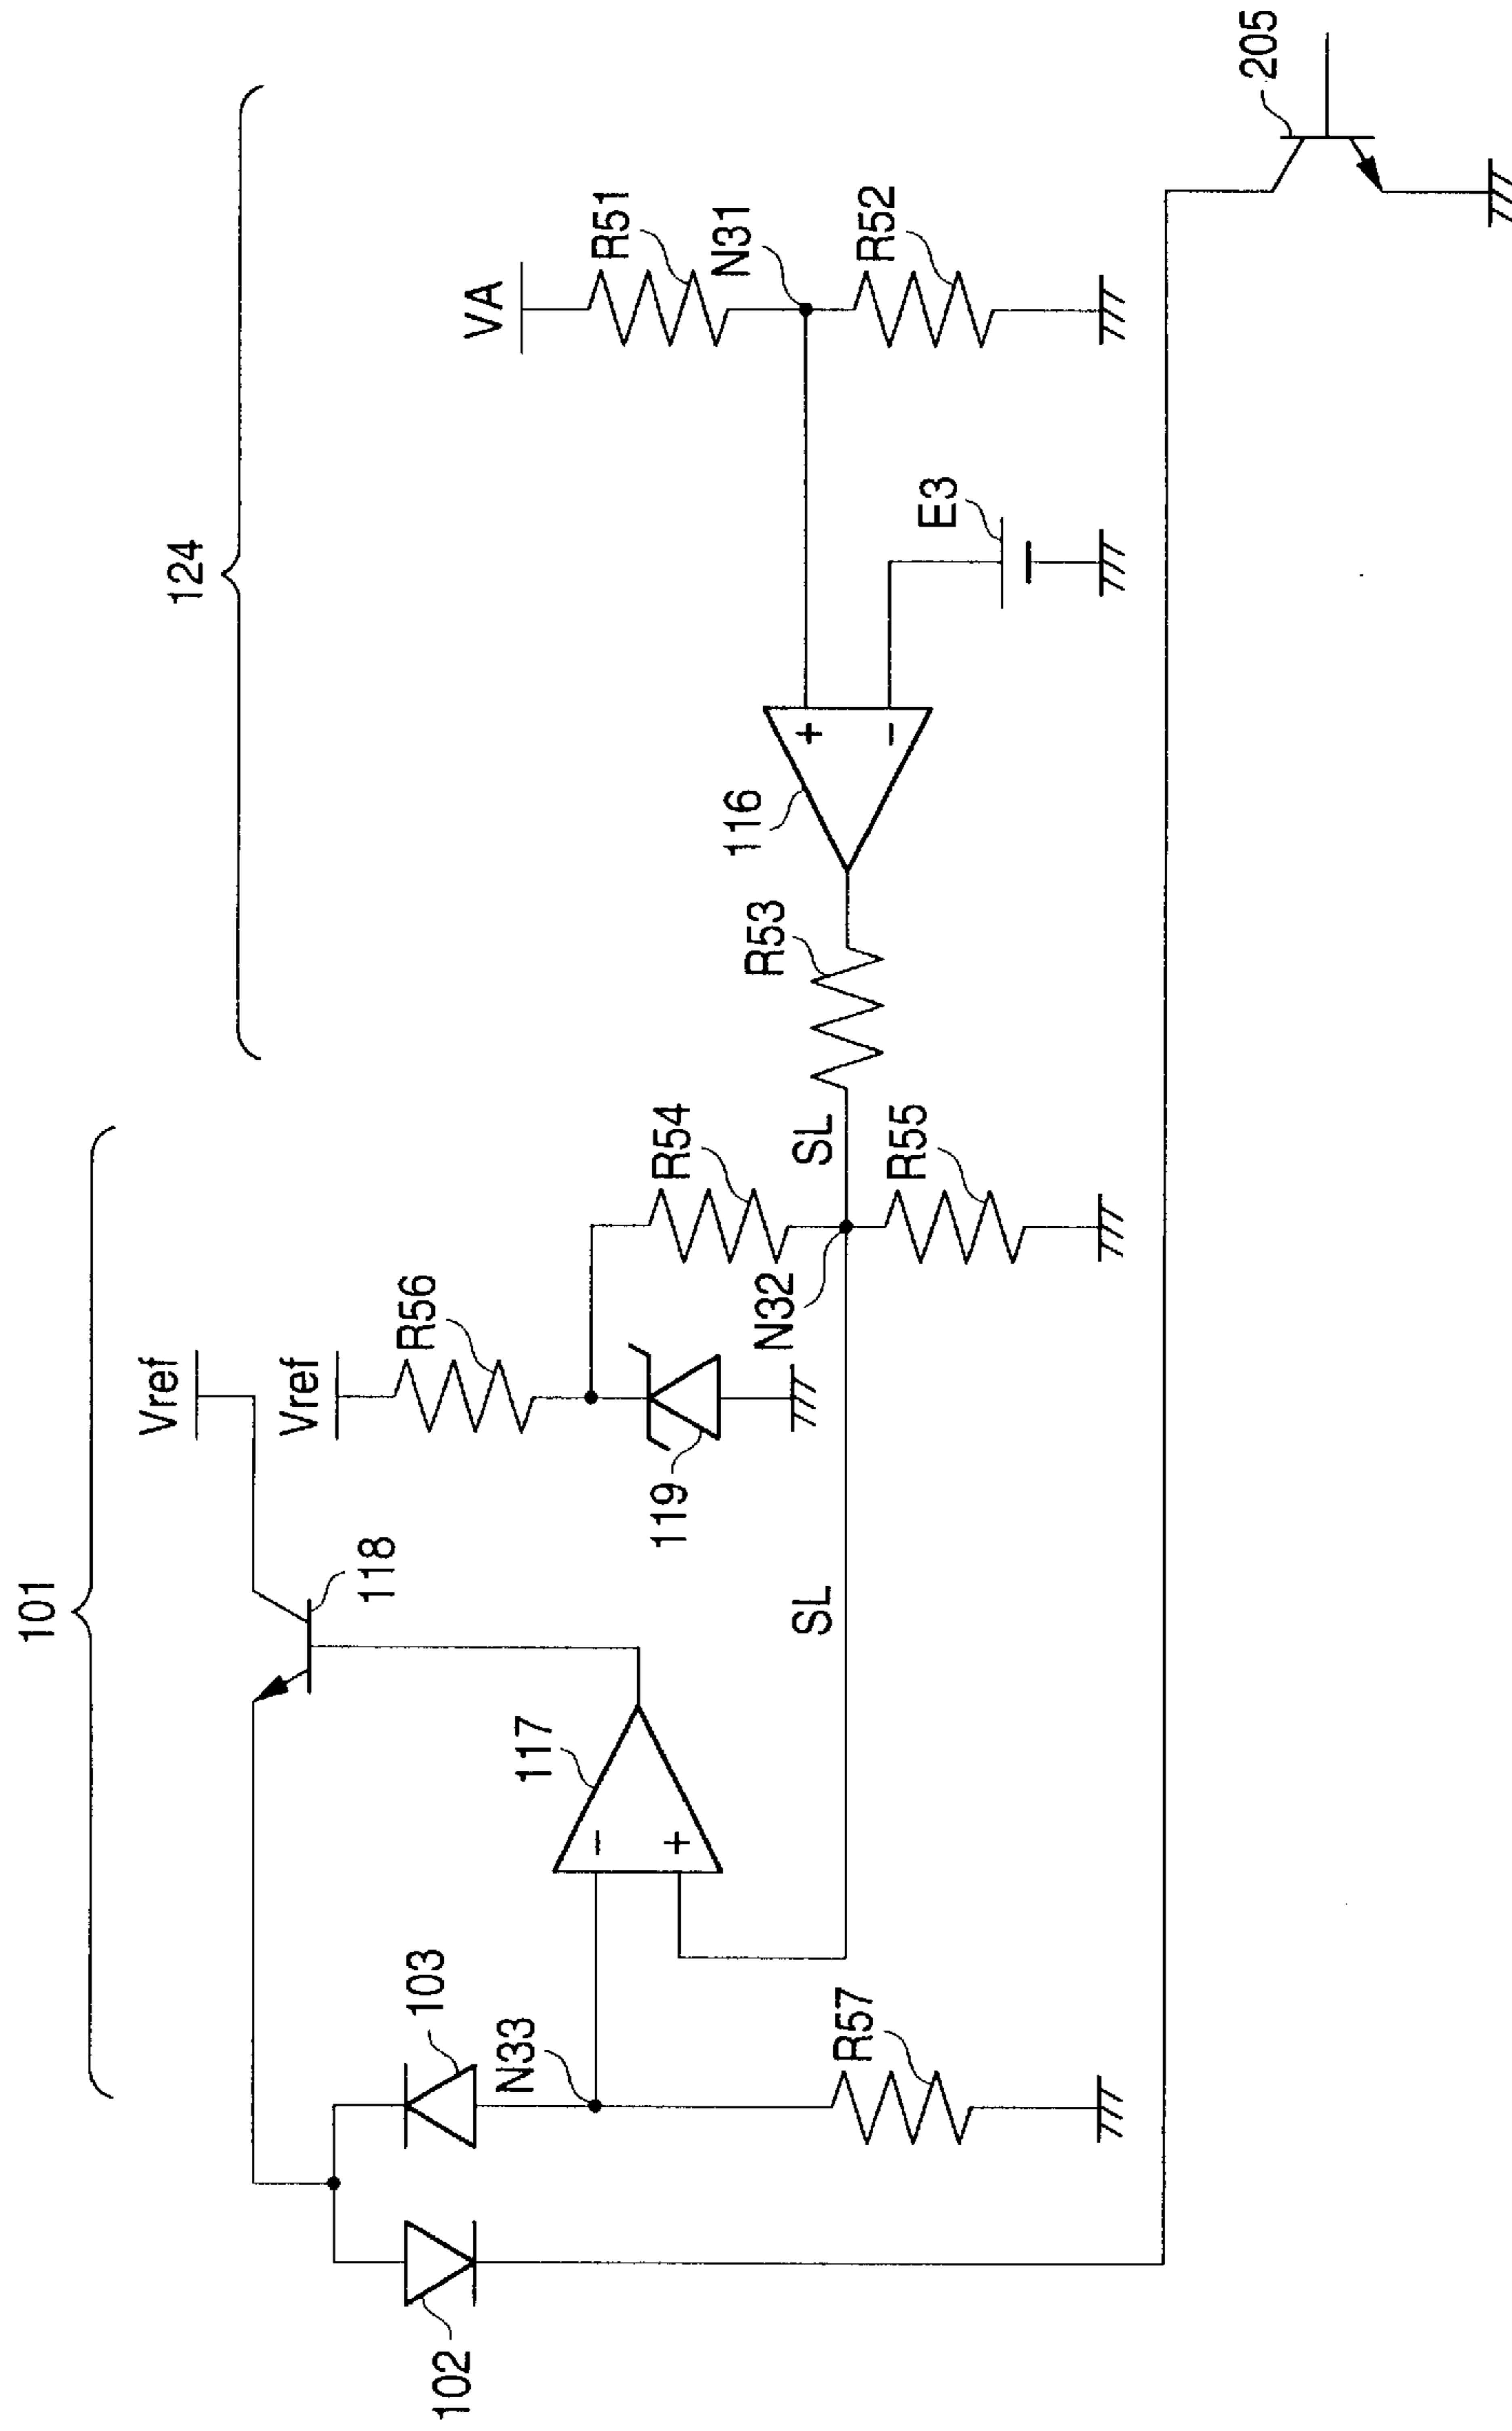 101
124
Vref
Vref
118
R56
102
103
117
119
R54
116
VA
R51
N33
-
+
N32
R53
+
-
N31
R57
SL
SL
R55
E3
R52
205